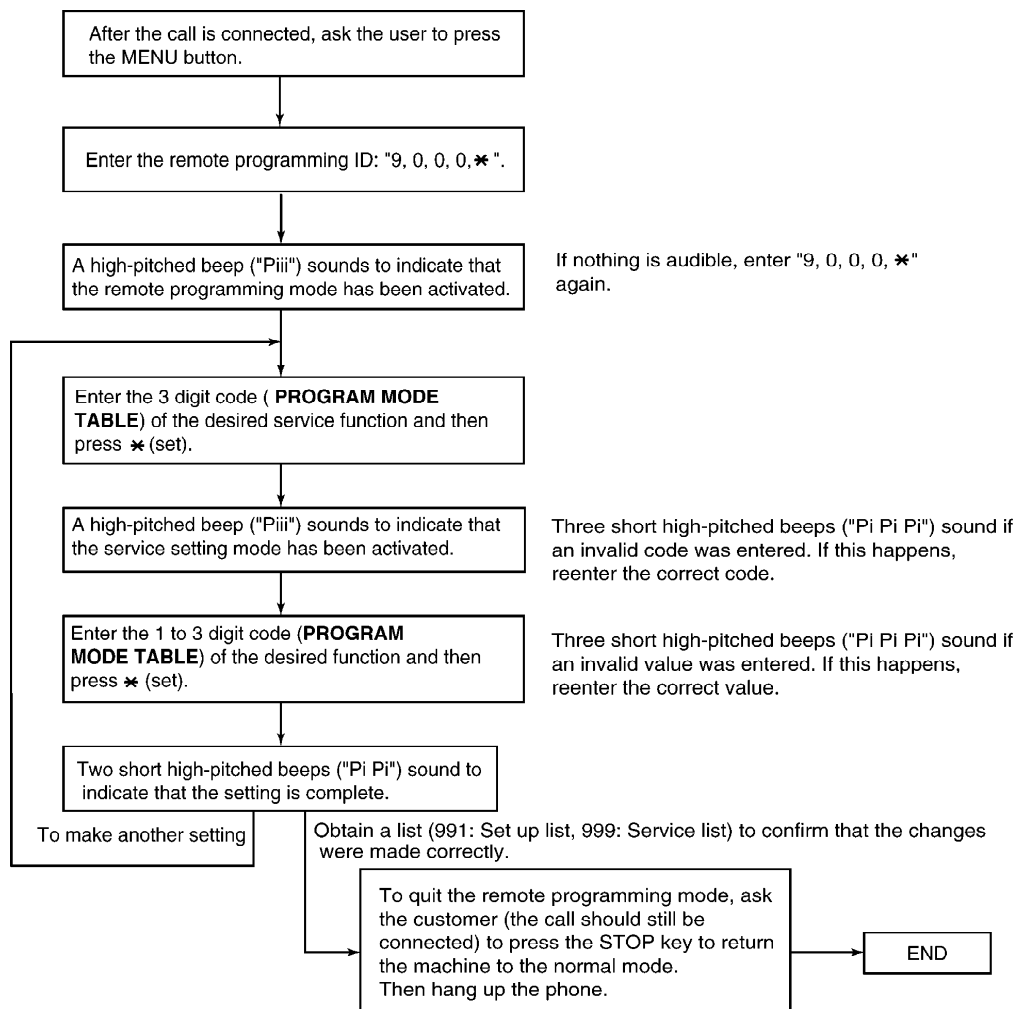 After the call is connected, ask the user to press
the MENU button.
Enter the remote programming ID: "9, 0, 0, 0,* ".
A high-pitched beep ("Piii") sounds to indicate that
the remote programming mode has been activated.
If nothing is audible, enter "9, 0, 0, 0, *"
again.
Enter the 3 digit code ( PROGRAM MODE
TABLE) of the desired service function and then
press * (set).
A high-pitched beep ("Piii") sounds to indicate that
the service setting mode has been activated.
Three short high-pitched beeps ("Pi Pi Pi") sound if
an invalid code was entered. If this happens,
reenter the correct code.
Enter the 1 to 3 digit code (PROGRAM
MODE TABLE) of the desired function and then
press * (set).
Three short high-pitched beeps ("Pi Pi Pi") sound if
an invalid value was entered. If this happens,
reenter the correct value.
Two short high-pitched beeps ("Pi Pi") sound to
indicate that the setting is complete.
To make another setting
Obtain a list (991: Set up list, 999: Service list) to confirm that the changes
were made correctly.
To quit the remote programming mode, ask
the customer (the call should still be
connected) to press the STOP key to return
the machine to the normal mode.
Then hang up the phone.
END